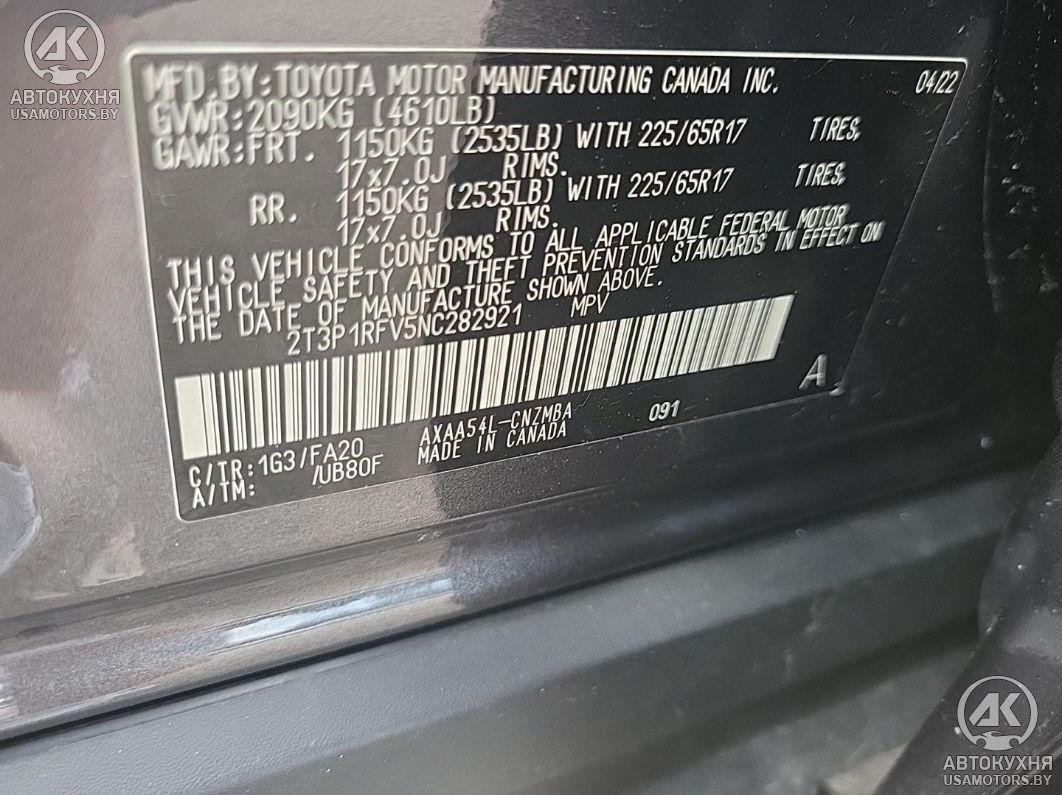 АК
АВТОКУХНЯ
USAMOTORS.BY
MFD. BY: TOYOTA MOTOR MANUFACTURING CANADA INC. 04/22
GVWR: 2090KG (4610LB)
GAWR: FRT. 1150KG (2535LB) WITH 225/65R17 TIRES,
17x7.0J RIMS.
RR. 1150KG (2535LB) WITH 225/65R17 TIRES,
17x7.0J RIMS.
THIS VEHICLE CONFORMS TO ALL APPLICABLE FEDERAL MOTOR
VEHICLE SAFETY AND THEFT PREVENTION STANDARDS IN EFFECT ON
THE DATE OF MANUFACTURE SHOWN ABOVE.
2T3P1RFV5NC282921 MPV
A
C/TR: 1G3/FA20 AXAA54L-CNZMBA 091
A/TM: /UB80F MADE IN CANADA
АК
АВТОКУХНЯ
USAMOTORS.BY